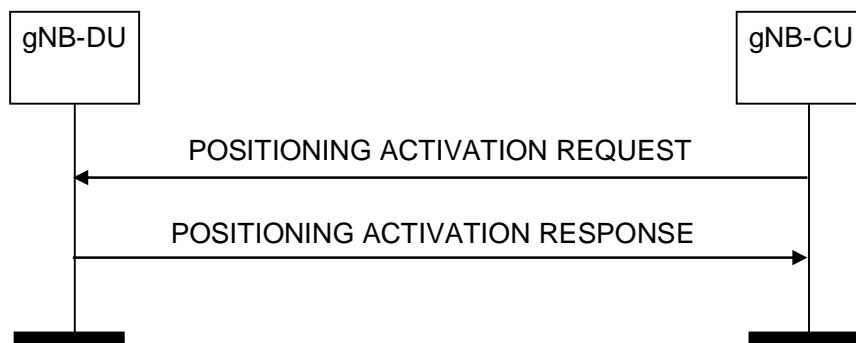 gNB-DU
gNB-CU
POSITIONING ACTIVATION REQUEST
POSITIONING ACTIVATION RESPONSE